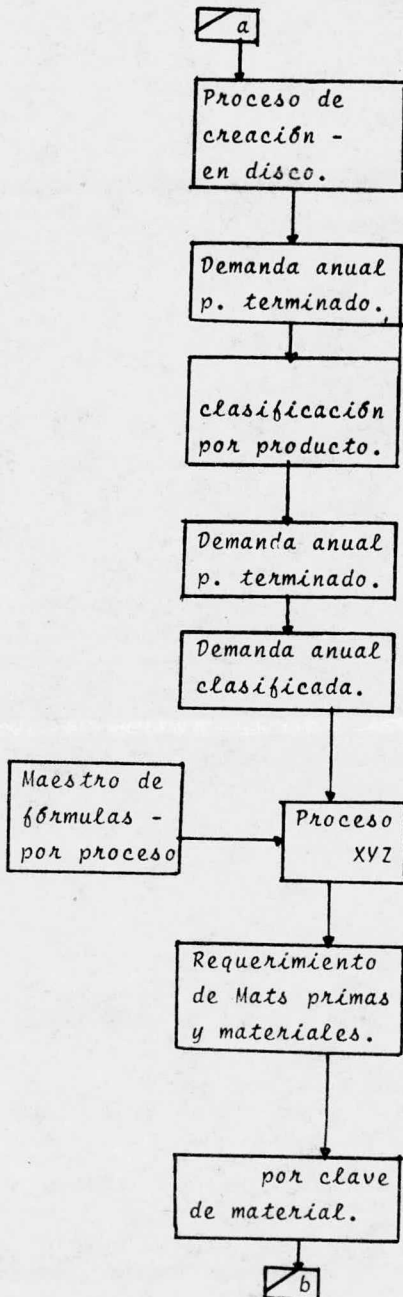 a
Proceso de
creación -
en disco.
Demanda anual
p. terminado.
clasificación
por producto.
Demanda anual
p. terminado.
Demanda anual
clasificada.
Maestro de
fórmulas -
por proceso
Proceso
XYZ
Requerimiento
de Mats primas
y materiales.
por clave
de material.
b